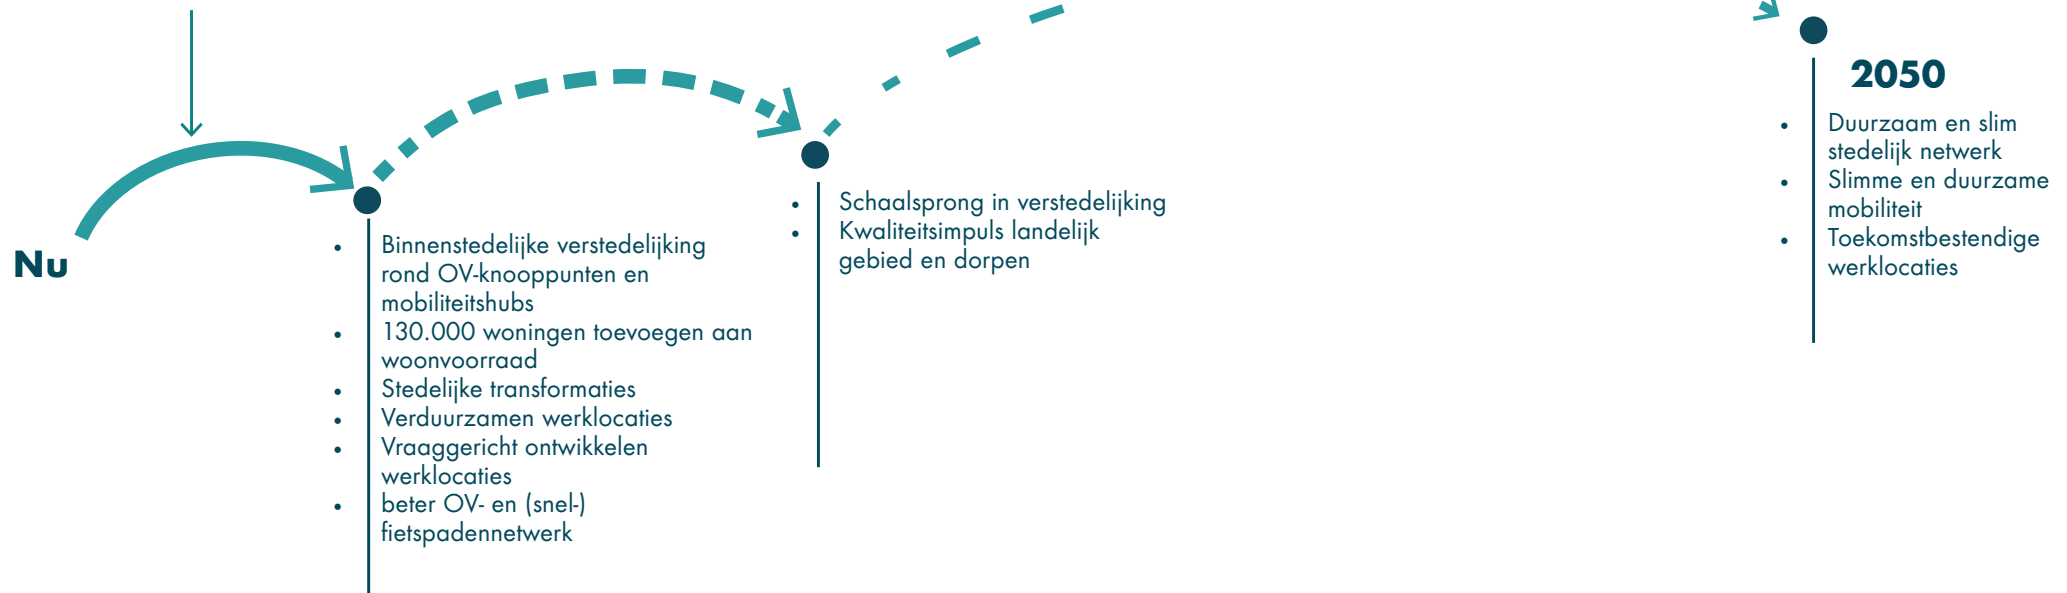 Nu
• Binnenstedelijke verstedelijking
rond OV-knooppunten en
mobiliteitshubs
• 130.000 woningen toevoegen aan
woonvoorraad
• Stedelijke transformaties
• Verduurzamen werklocaties
• Vraaggericht ontwikkelen
werklocaties
• beter OV- en (snel-)
fietspadennetwerk
• Schaalsprong in verstedelijking
• Kwaliteitsimpuls landelijk
gebied en dorpen
2050
• Duurzaam en slim
stedelijk netwerk
• Slimme en duurzame
mobiliteit
• Toekomstbestendige
werklocaties